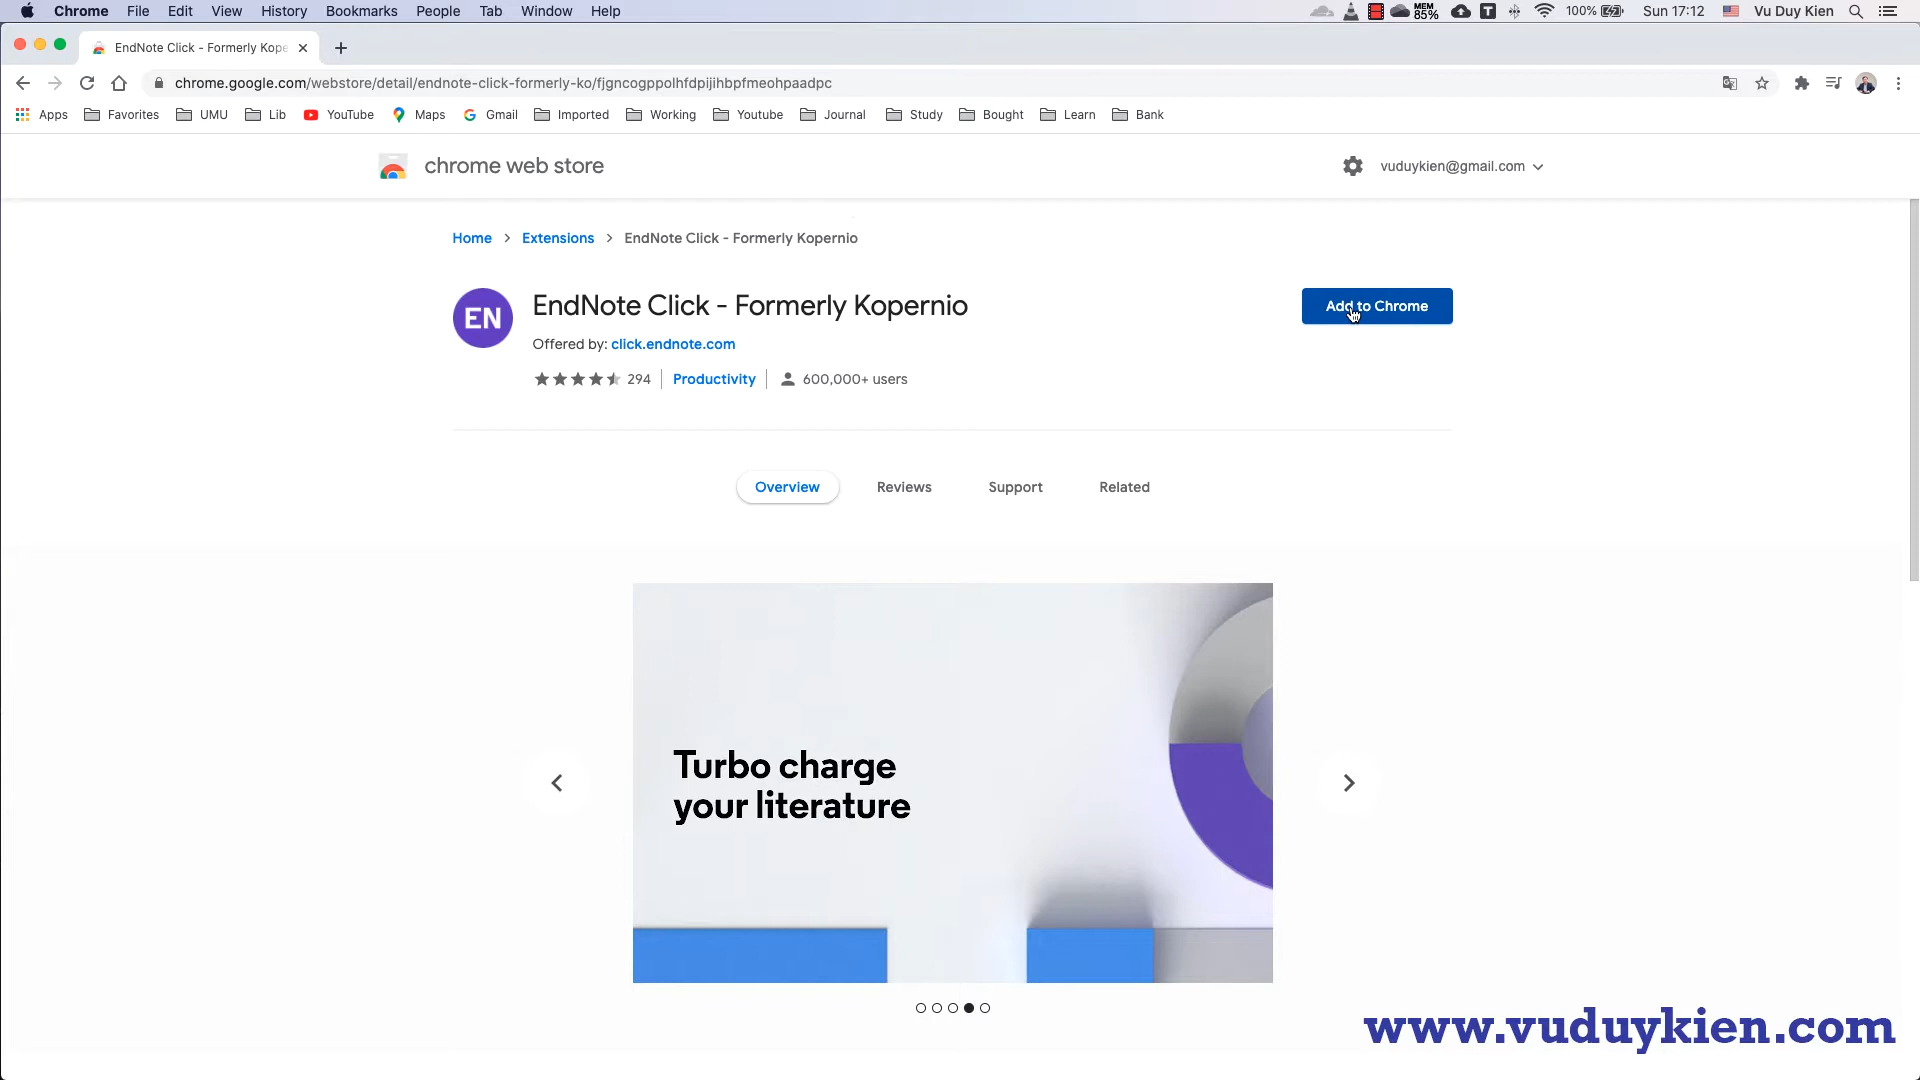 Chrome File Edit View History Bookmarks People Tab Window Help MEM 85% T 100% Sun 17:12 Vu Duy Kien
EndNote Click - Formerly Kope
chrome.google.com/webstore/detail/endnote-click-formerly-ko/fjgncogppolhfdpijihbpfmeohpaadpc
Apps Favorites UMU Lib YouTube Maps Gmail Imported Working Youtube Journal Study Bought Learn Bank
chrome web store vuduykien@gmail.com
Home > Extensions > EndNote Click - Formerly Kopernio
EN
EndNote Click - Formerly Kopernio
Add to Chrome
Offered by: click.endnote.com
294 Productivity 600,000+ users
Overview Reviews Support Related
Turbo charge
your literature
www.vuduykien.com